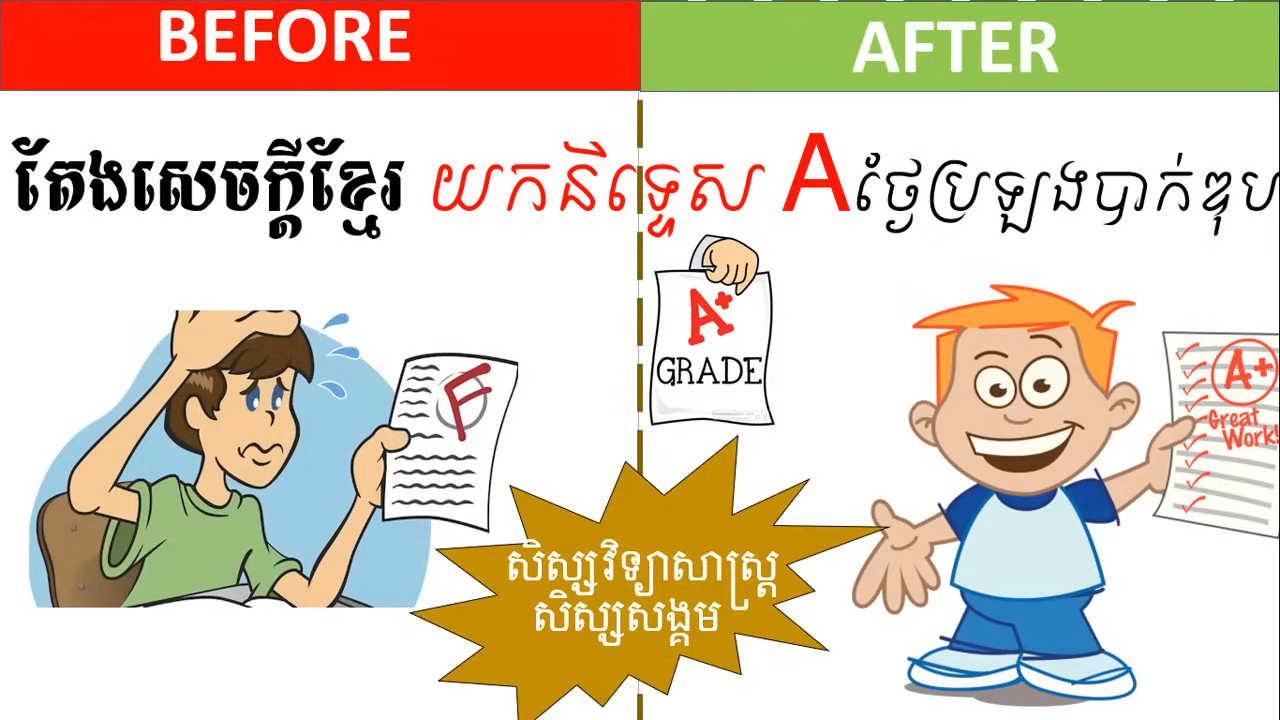 BEFORE
AFTER
តែងសេចក្ដីខ្មែរ យកនិទ្ទេស A ថ្ងៃប្រឡងបាក់ឌុប
A+
GRADE
F
A+
Great
Work!
សិស្សវិទ្យាសាស្ត្រ
សិស្សសង្គម